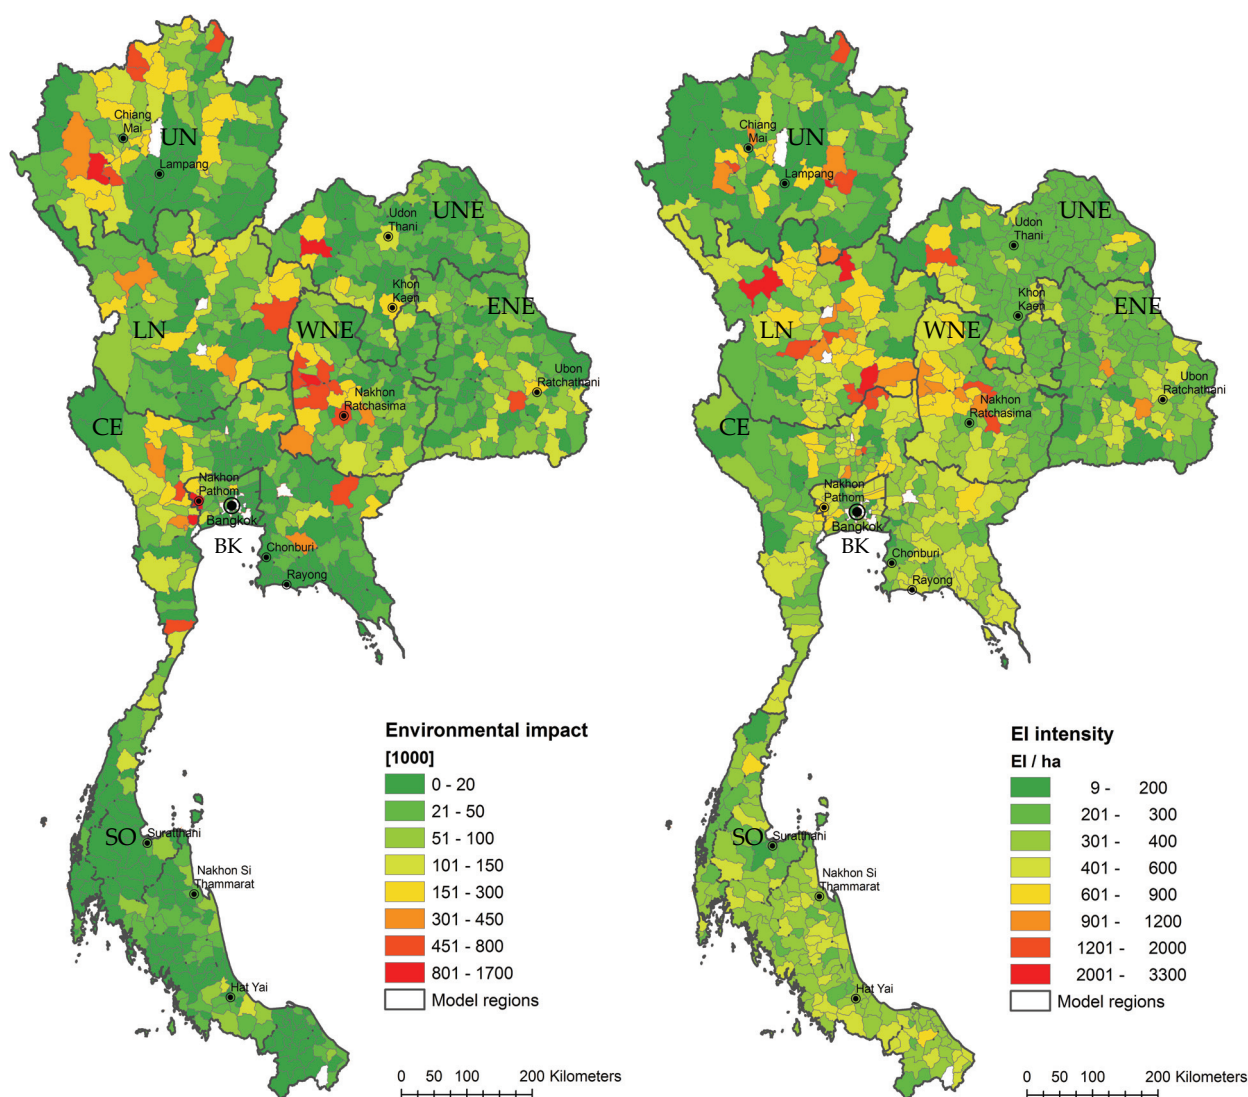 Chiang
Mai
UN
Lampang
UNE
Udon
Thani
Khon
Kaen
ENE
LN
WNE
Ubon
Ratchathani
Nakhon
Ratchasima
CE
Nakhon
Pathom
Bangkok
BK
Chonburi
Rayong
SO
Suratthani
Nakhon Si
Thammarat
Hat Yai
Environmental impact
[1000]
0 - 20
21 - 50
51 - 100
101 - 150
151 - 300
301 - 450
451 - 800
801 - 1700
Model regions
0 50 100 200 Kilometers
Chiang
Mai
UN
Lampang
UNE
Udon
Thani
Khon
Kaen
ENE
LN
WNE
Ubon
Ratchathani
Nakhon
Ratchasima
CE
Nakhon
Pathom
Bangkok
BK
Chonburi
Rayong
SO
Suratthani
Nakhon Si
Thammarat
Hat Yai
EI intensity
EI / ha
9 - 200
201 - 300
301 - 400
401 - 600
601 - 900
901 - 1200
1201 - 2000
2001 - 3300
Model regions
0 50 100 200 Kilometers